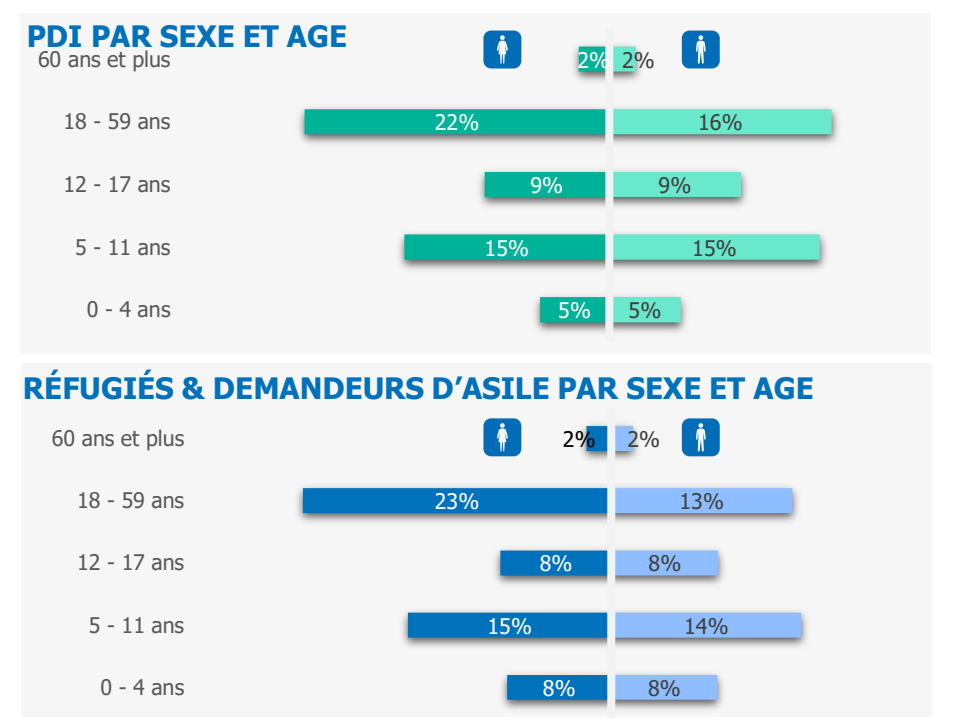 PDI PAR SEXE ET AGE
60 ans et plus 2% 2%
18 - 59 ans 22% 16%
12 - 17 ans 9% 9%
5 - 11 ans 15% 15%
0 - 4 ans 5% 5%
RÉFUGIÉS & DEMANDEURS D’ASILE PAR SEXE ET AGE
60 ans et plus 2% 2%
18 - 59 ans 23% 13%
12 - 17 ans 8% 8%
5 - 11 ans 15% 14%
0 - 4 ans 8% 8%